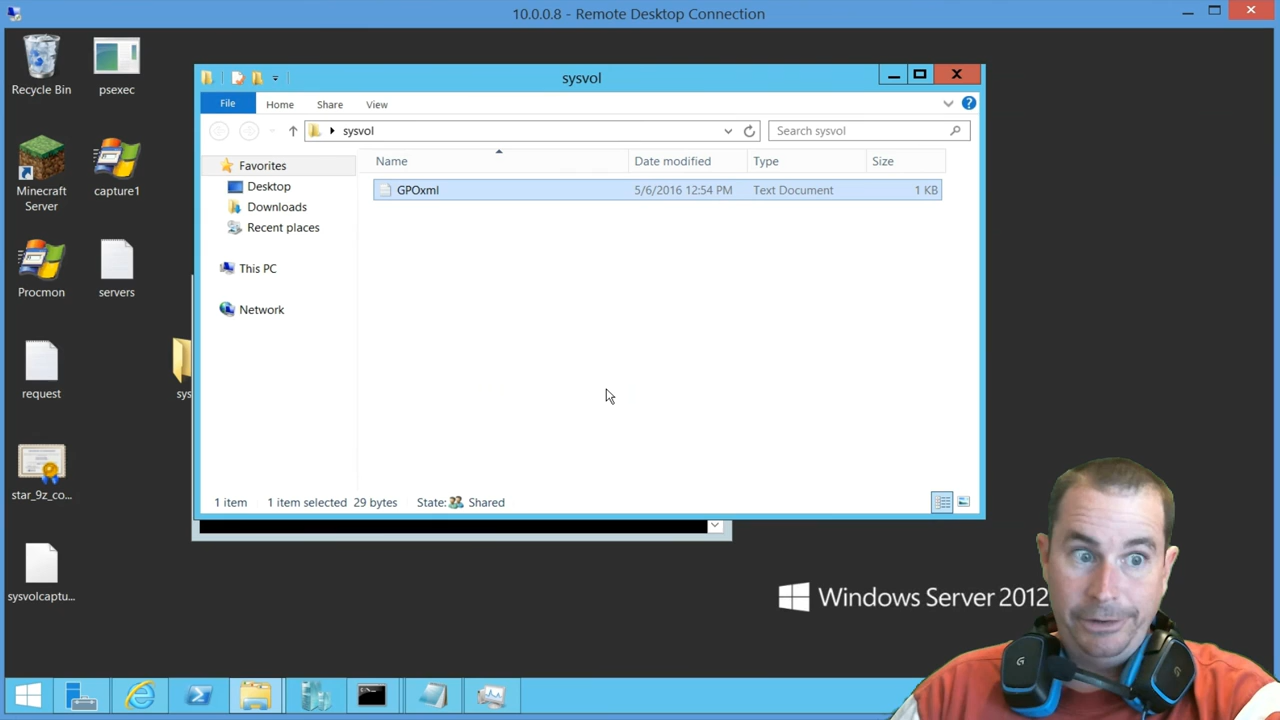 10.0.0.8 - Remote Desktop Connection
Recycle Bin
psexec
Minecraft
Server
capture1
Procmon
servers
request
sys
star_9z_co...
sysvolcaptu...
sysvol
File
Home
Share
View
sysvol
Search sysvol
Favorites
Desktop
Downloads
Recent places
This PC
Network
Name
Date modified
Type
Size
GPOxml
5/6/2016 12:54 PM
Text Document
1 KB
1 item
1 item selected 29 bytes
State: Shared
Windows Server 2012